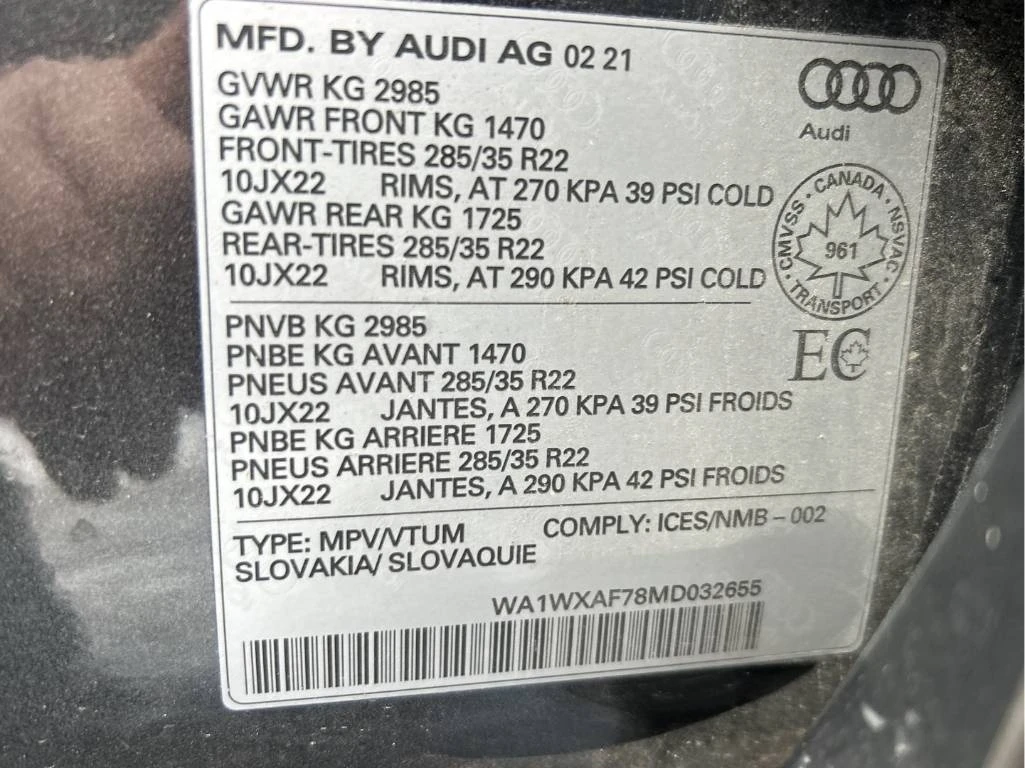 MFD. BY AUDI AG 02 21
GVWR KG 2985
GAWR FRONT KG 1470
FRONT-TIRES 285/35 R22
10JX22 RIMS, AT 270 KPA 39 PSI COLD
GAWR REAR KG 1725
REAR-TIRES 285/35 R22
10JX22 RIMS, AT 290 KPA 42 PSI COLD
Audi
CANADA · NSVAC · TRANSPORT · CMVSS ·
961
EC
PNVB KG 2985
PNBE KG AVANT 1470
PNEUS AVANT 285/35 R22
10JX22 JANTES, A 270 KPA 39 PSI FROIDS
PNBE KG ARRIERE 1725
PNEUS ARRIERE 285/35 R22
10JX22 JANTES, A 290 KPA 42 PSI FROIDS
TYPE: MPV/VTUM COMPLY: ICES/NMB – 002
SLOVAKIA/ SLOVAQUIE
WA1WXAF78MD032655